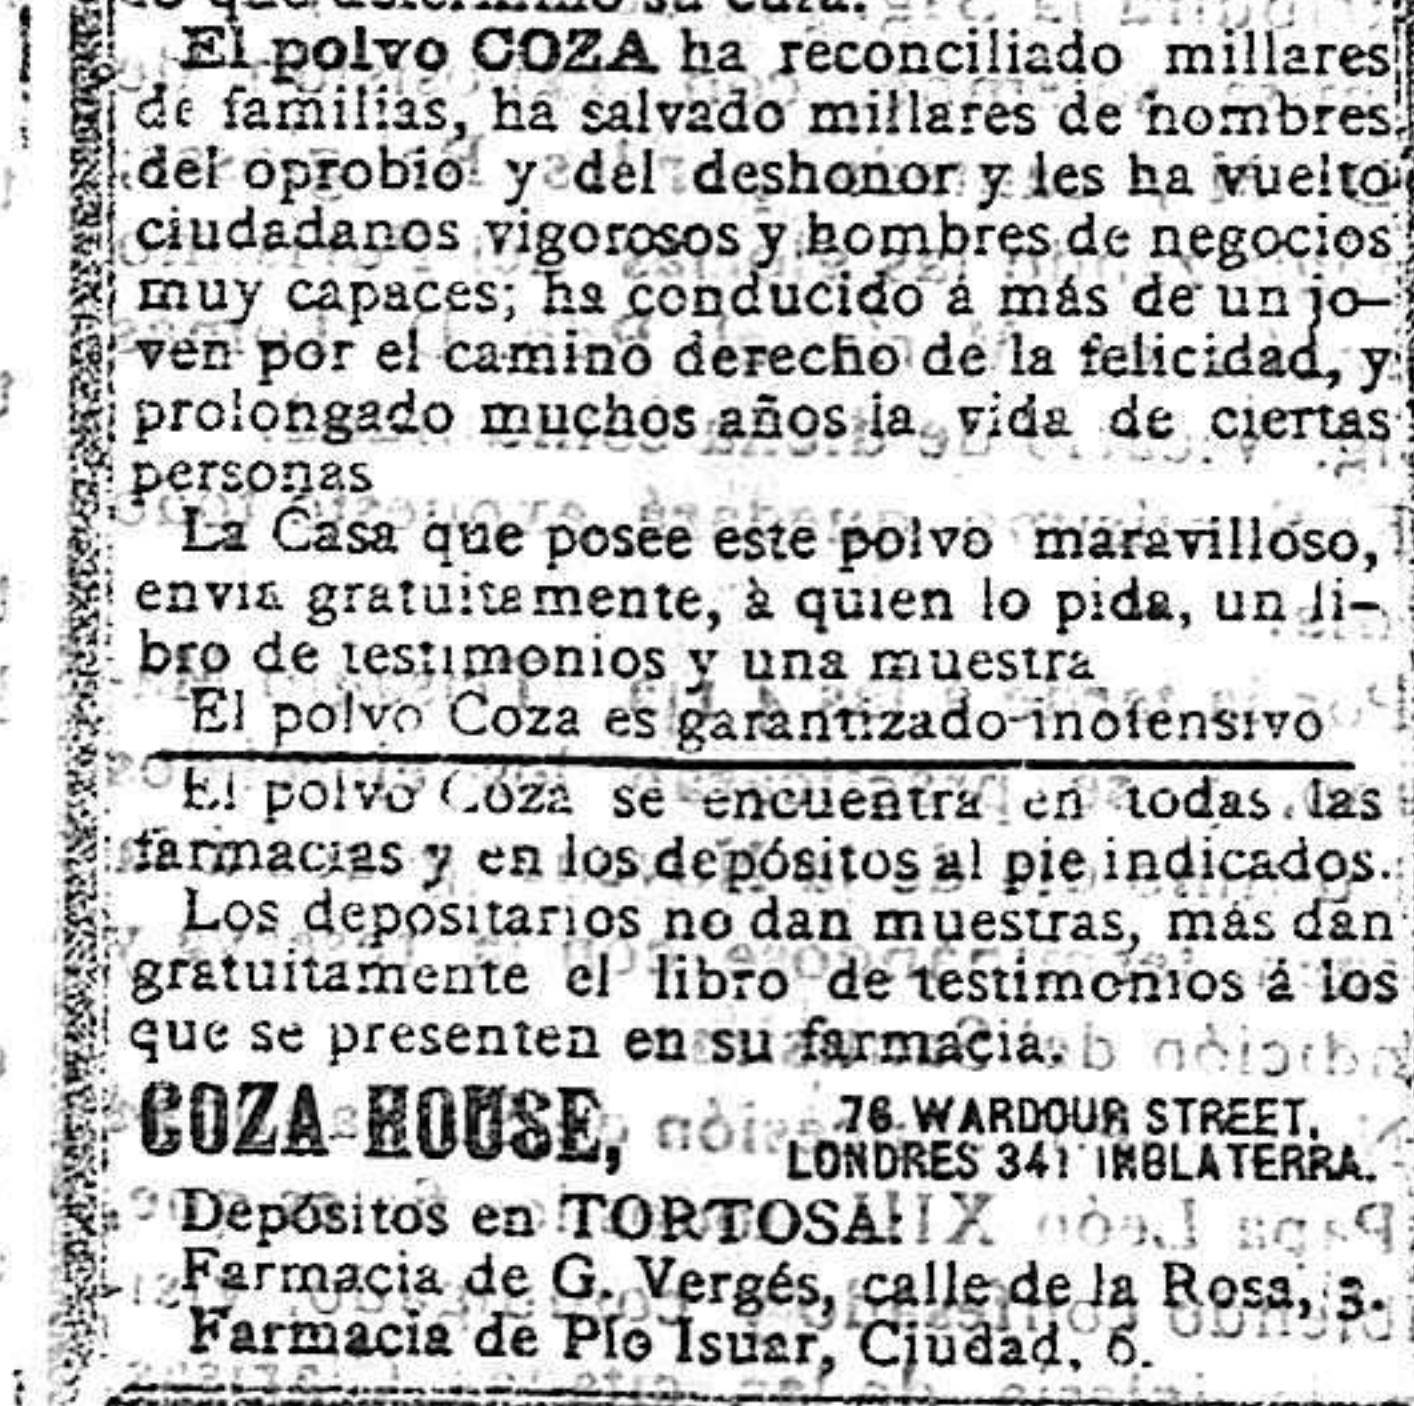 lo que determinó su cura.
El polvo COZA ha reconciliado millares
de familias, ha salvado millares de hombres
del oprobio y del deshonor y les ha vuelto
ciudadanos vigorosos y hombres de negocios
muy capaces; ha conducido á más de un jo-
ven por el camino derecho de la felicidad, y
prolongado muchos años la vida de ciertas
personas
La Casa que posee este polvo maravilloso,
envia gratuitamente, à quien lo pida, un li-
bro de testimonios y una muestra
El polvo Coza es garantizado inofensivo
El polvo Coza se encuentra en todas las
farmacias y en los depósitos al pie indicados.
Los depositarios no dan muestras, más dan
gratuitamente el libro de testimonios á los
que se presenten en su farmacia.
COZA HOUSE, 76 WARDOUR STREET,
LONDRES 341 INGLATERRA.
Depósitos en TORTOSA:
Farmacia de G. Vergés, calle de la Rosa, 3.
Farmacia de Pío Isuar, Ciudad, 6.